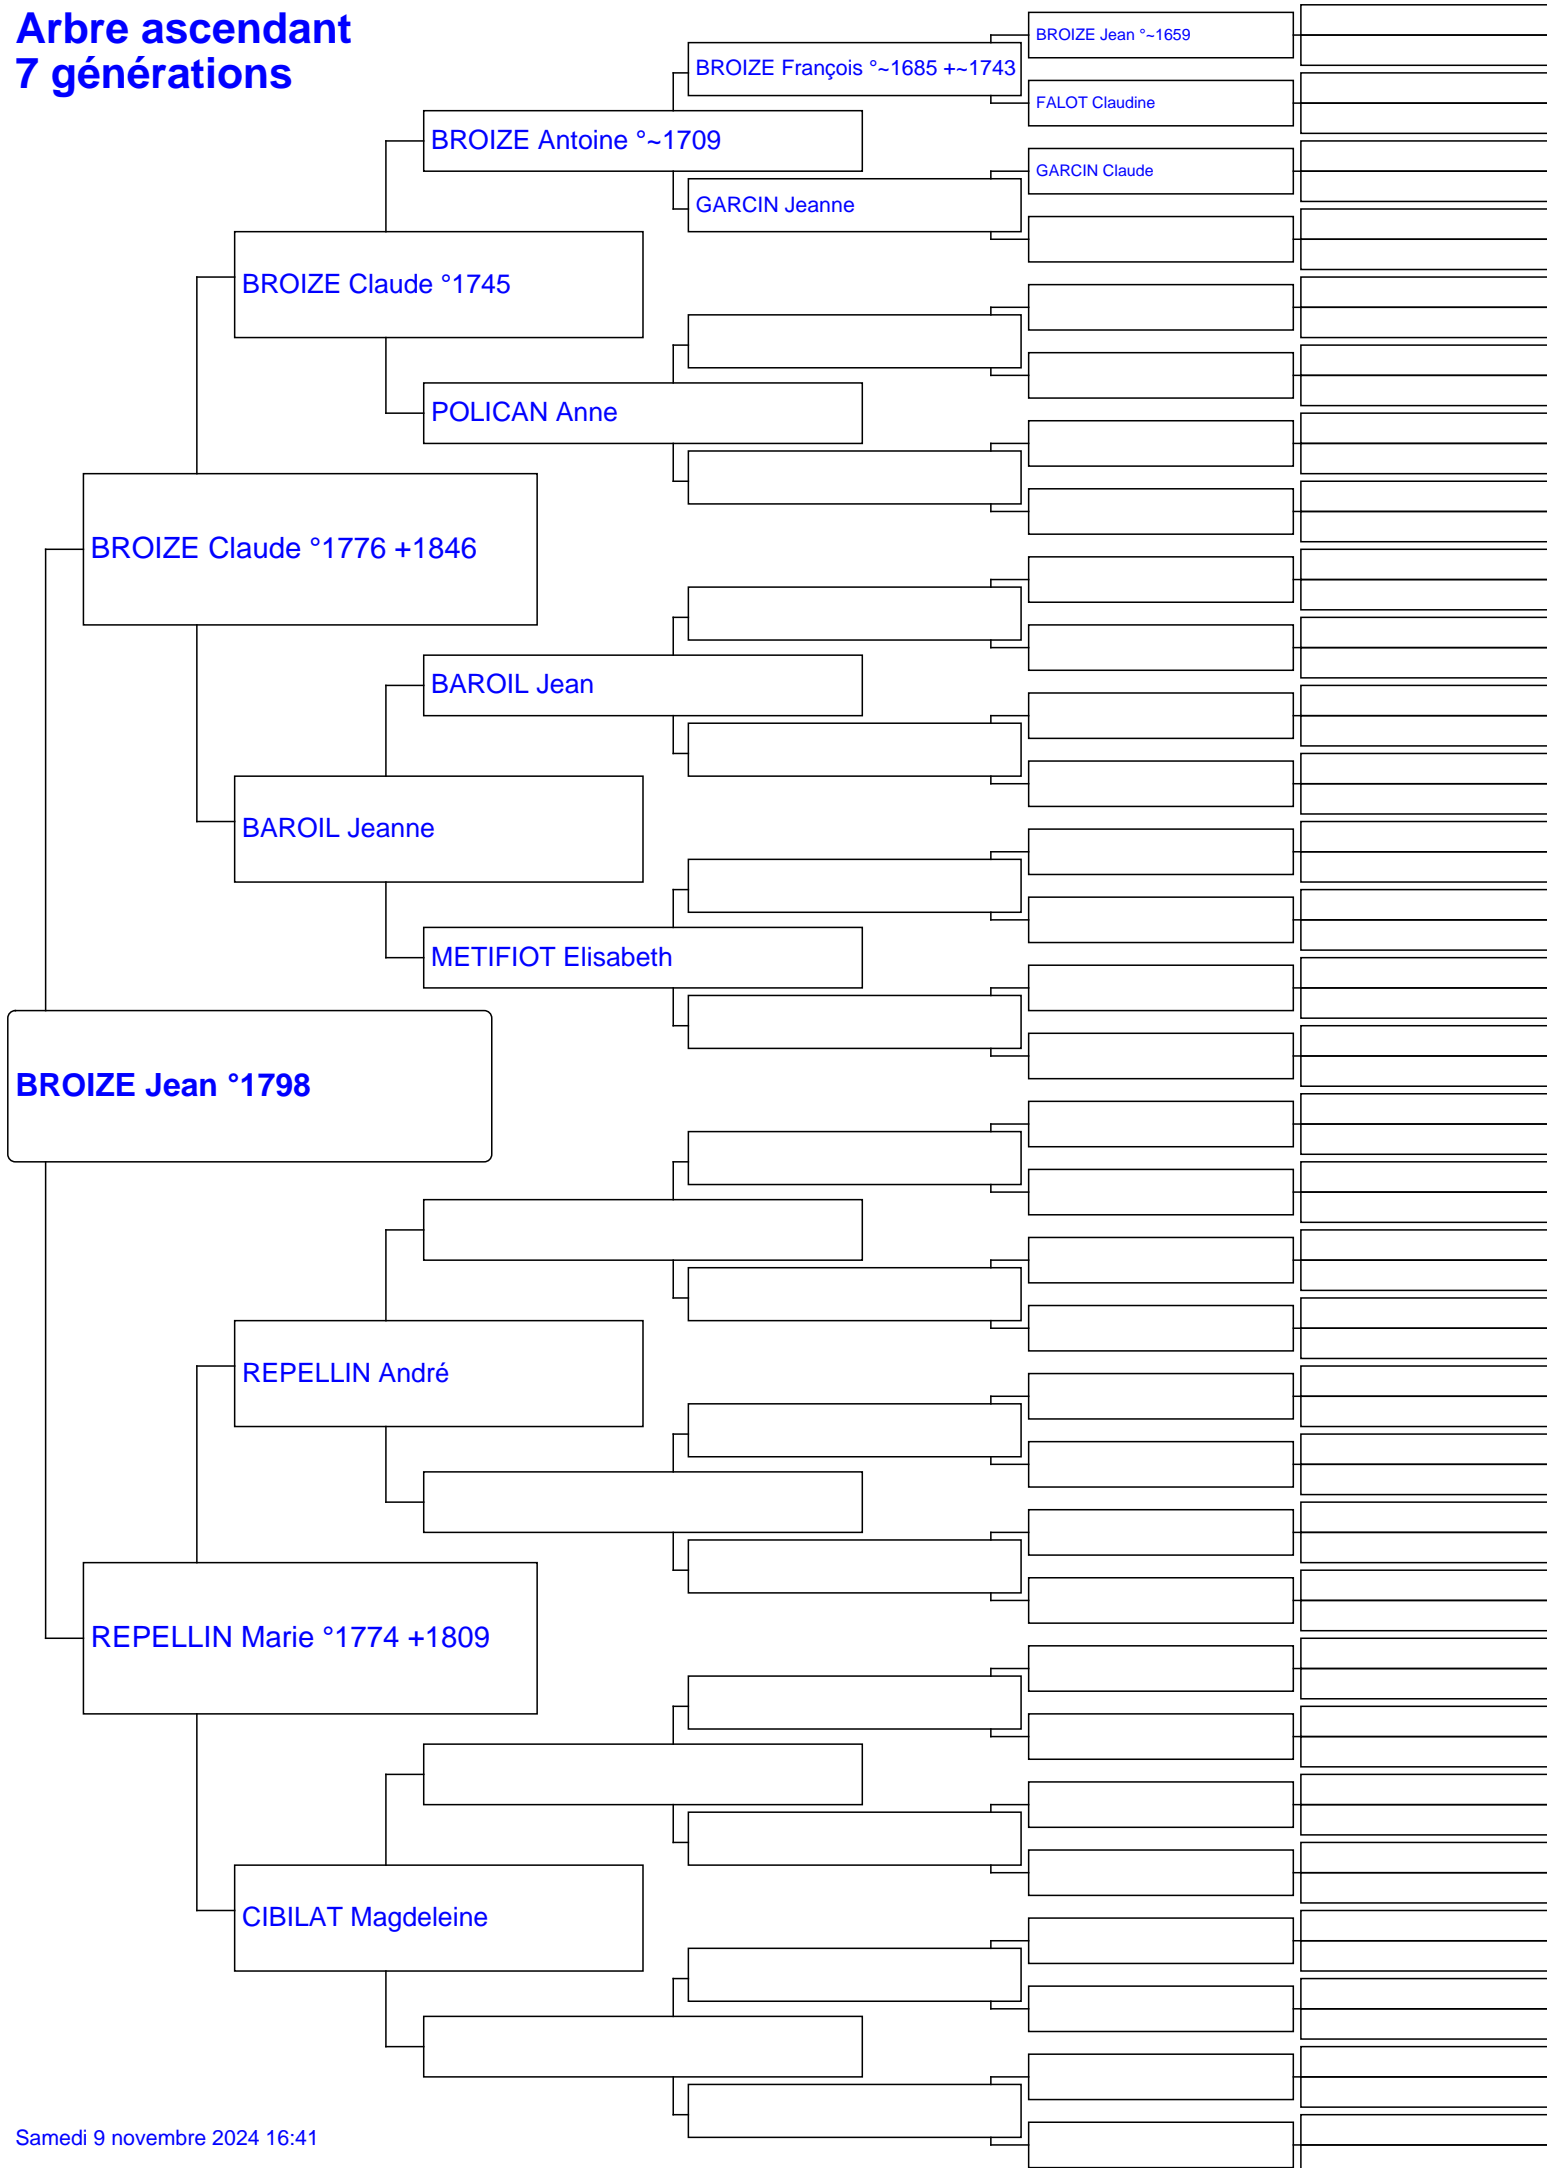 Arbre ascendant
7 générations
BROIZE Jean °~1659
BROIZE François °~1685 +~1743
FALOT Claudine
BROIZE Antoine °~1709
GARCIN Claude
GARCIN Jeanne
BROIZE Claude °1745
POLICAN Anne
BROIZE Claude °1776 +1846
BAROIL Jean
BAROIL Jeanne
METIFIOT Elisabeth
BROIZE Jean °1798
REPELLIN André
REPELLIN Marie °1774 +1809
CIBILAT Magdeleine
Samedi 9 novembre 2024 16:41